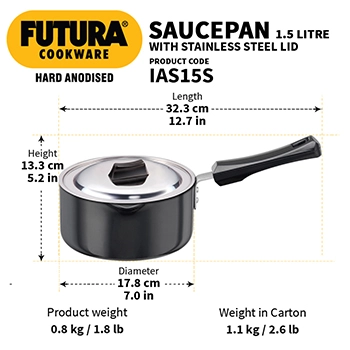 FUTURA®
COOKWARE
HARD ANODISED
SAUCEPAN 1.5 LITRE
WITH STAINLESS STEEL LID
PRODUCT CODE
IAS15S
Length
32.3 cm
12.7 in
Height
13.3 cm
5.2 in
Diameter
17.8 cm
7.0 in
Product weight
0.8 kg / 1.8 lb
Weight in Carton
1.1 kg / 2.6 lb